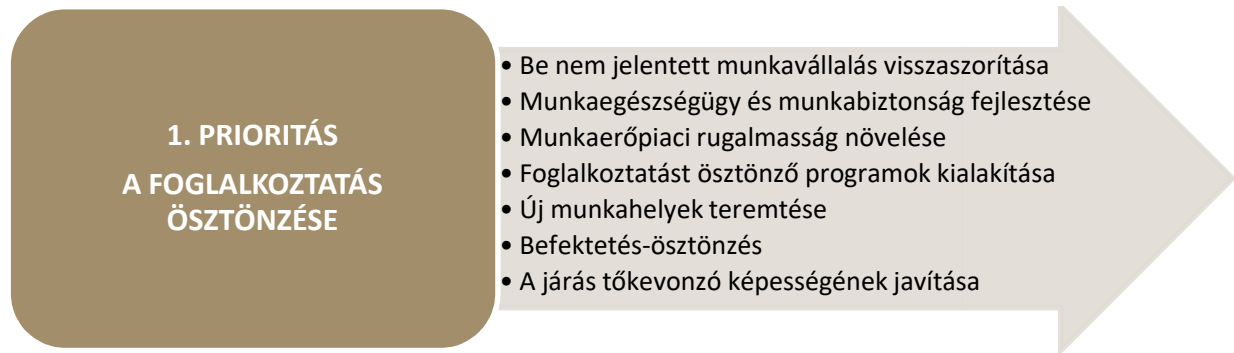 1. PRIORITÁS
A FOGLALKOZTATÁS
ÖSZTÖNZÉSE
• Be nem jelentett munkavállalás visszaszorítása
• Munkaegészségügy és munkabiztonság fejlesztése
• Munkaerőpiaci rugalmasság növelése
• Foglalkoztatást ösztönző programok kialakítása
• Új munkahelyek teremtése
• Befektetés-ösztönzés
• A járás tőkevonzó képességének javítása